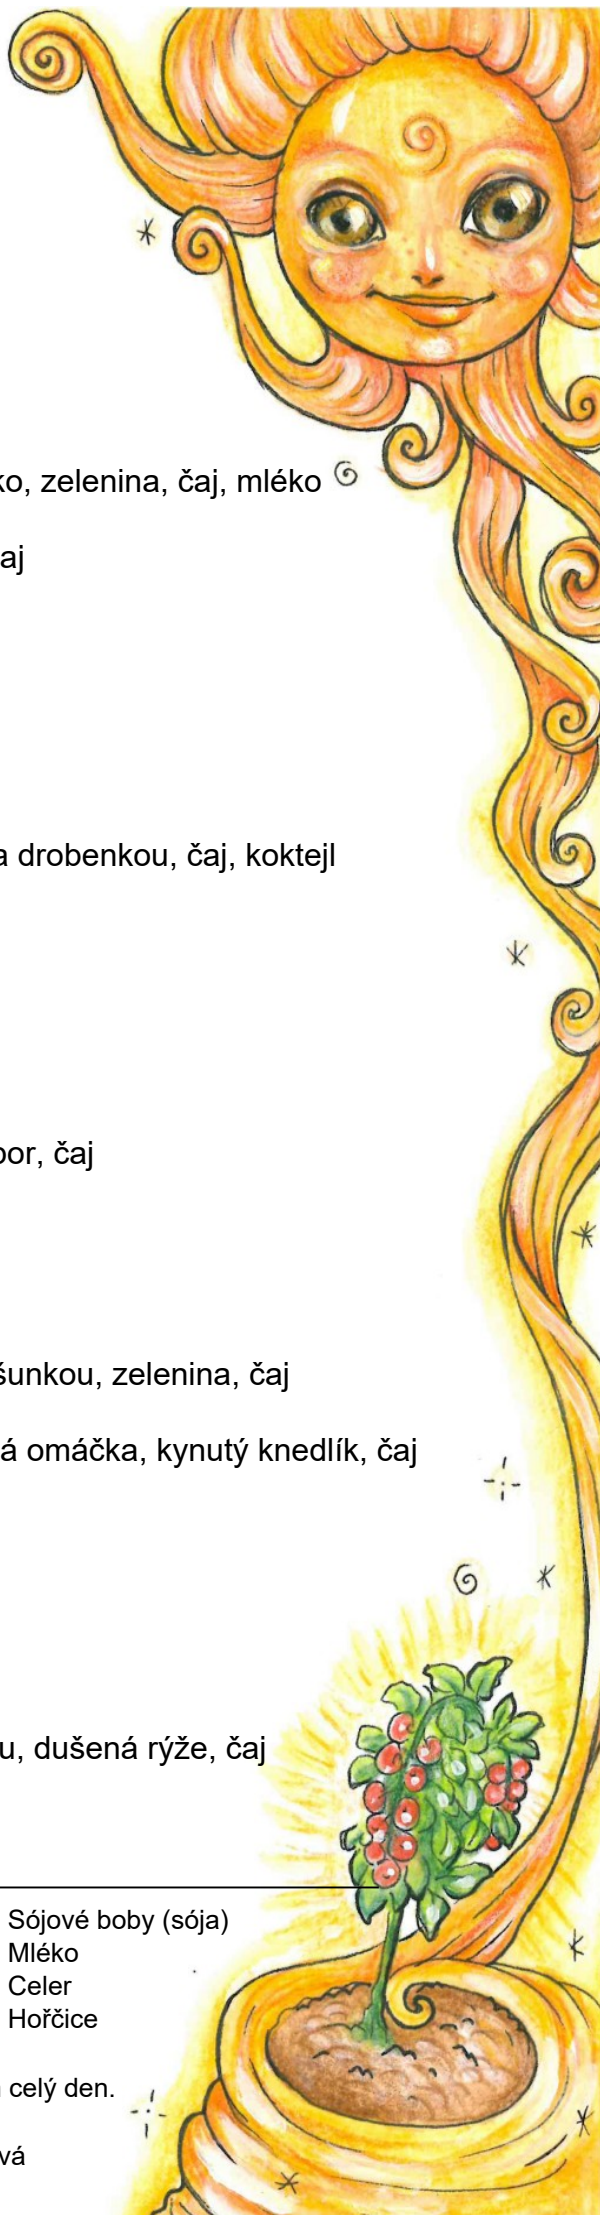 ko, zelenina, čaj, mléko
aj
a drobenkou, čaj, koktejl
por, čaj
šunkou, zelenina, čaj
á omáčka, kynutý knedlík, čaj
u, dušená rýže, čaj
Sójové boby (sója)
Mléko
Celer
Hořčice
celý den.
vá